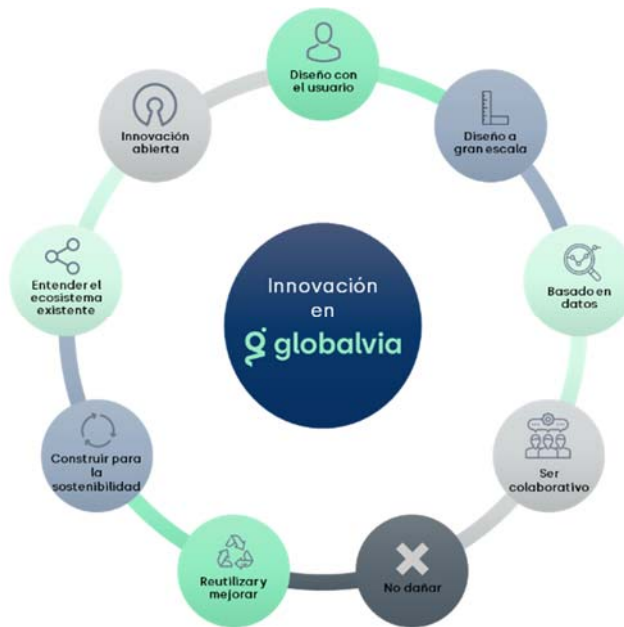 Diseño con
el usuario
Diseño a
gran escala
Basado en
datos
Ser
colaborativo
No dañar
Reutilizar y
mejorar
Construir para
la
sostenibilidad
Entender el
ecosistema
existente
Innovación
abierta
Innovación
en
globalvia